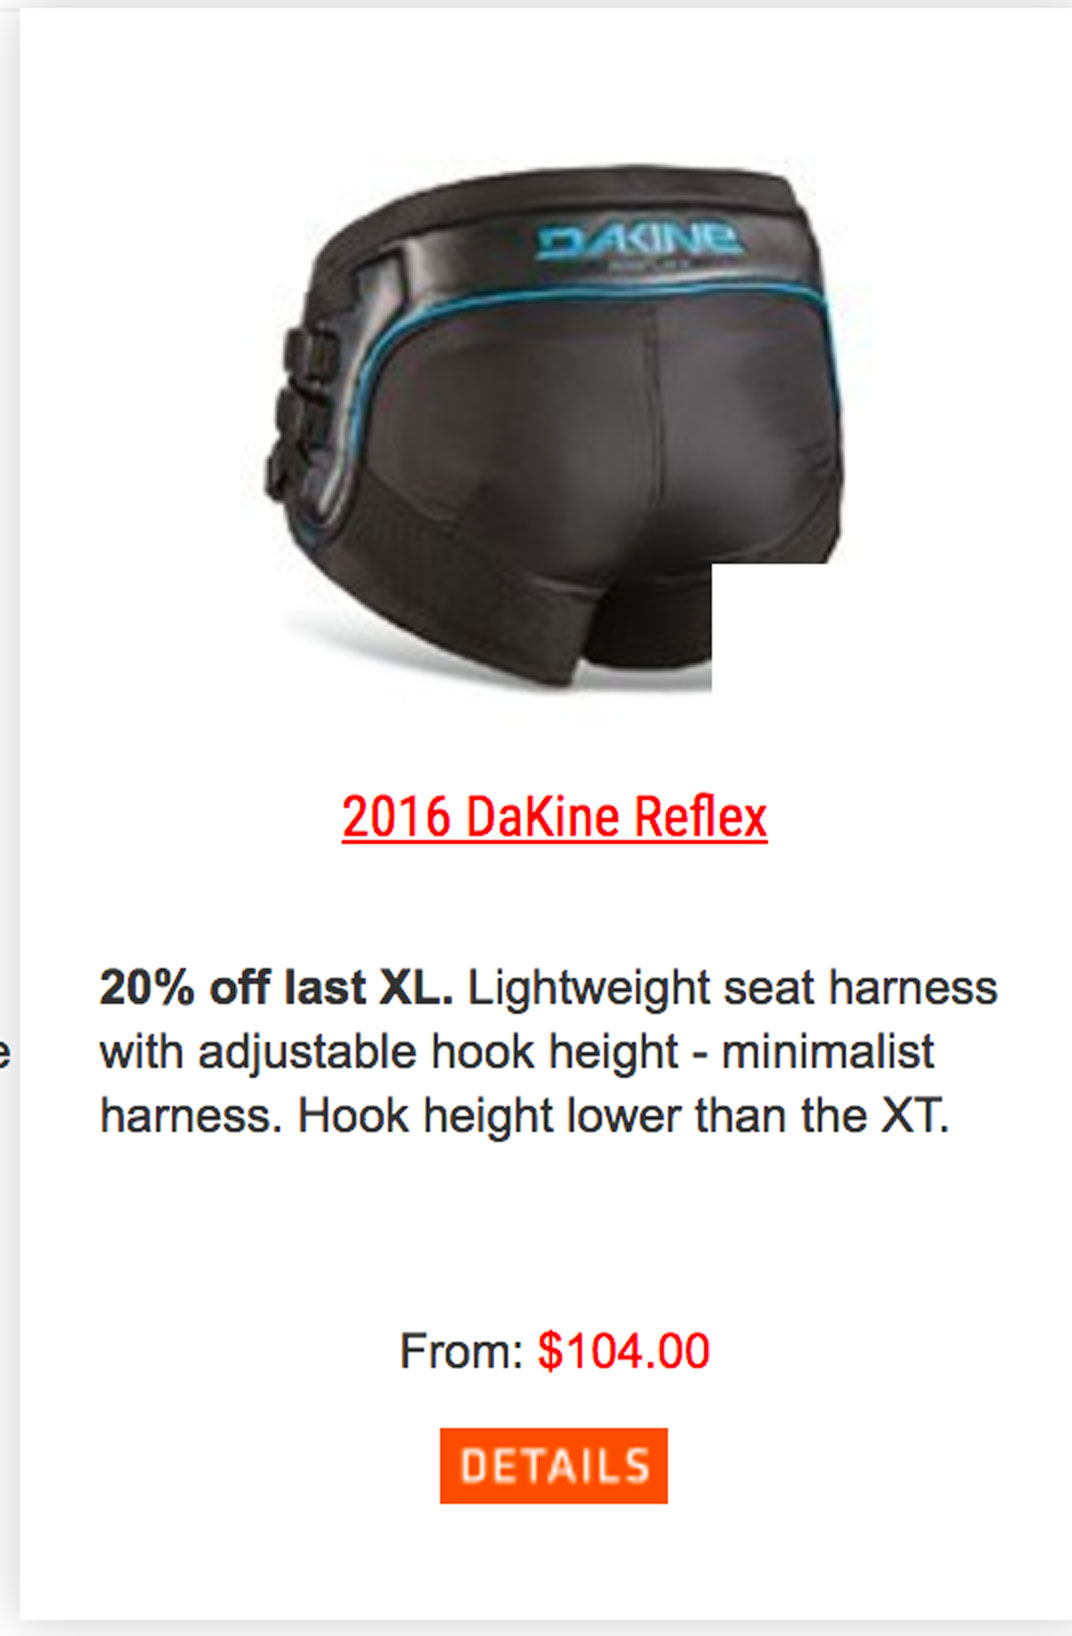 DAKINE
2016 DaKine Reflex
20% off last XL. Lightweight seat harness
e
with adjustable hook height - minimalist
harness. Hook height lower than the XT.
From: $104.00
DETAILS